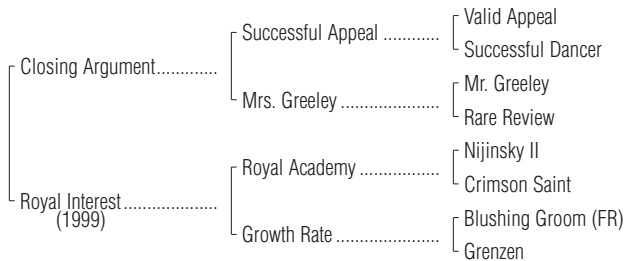 Valid Appeal
Successful Appeal ............
Successful Dancer
Closing Argument.............
Mr. Greeley
Mrs. Greeley .....................
Rare Review
Nijinsky II
Royal Academy .................
Crimson Saint
Royal Interest....................
(1999)
Blushing Groom (FR)
Growth Rate ......................
Grenzen